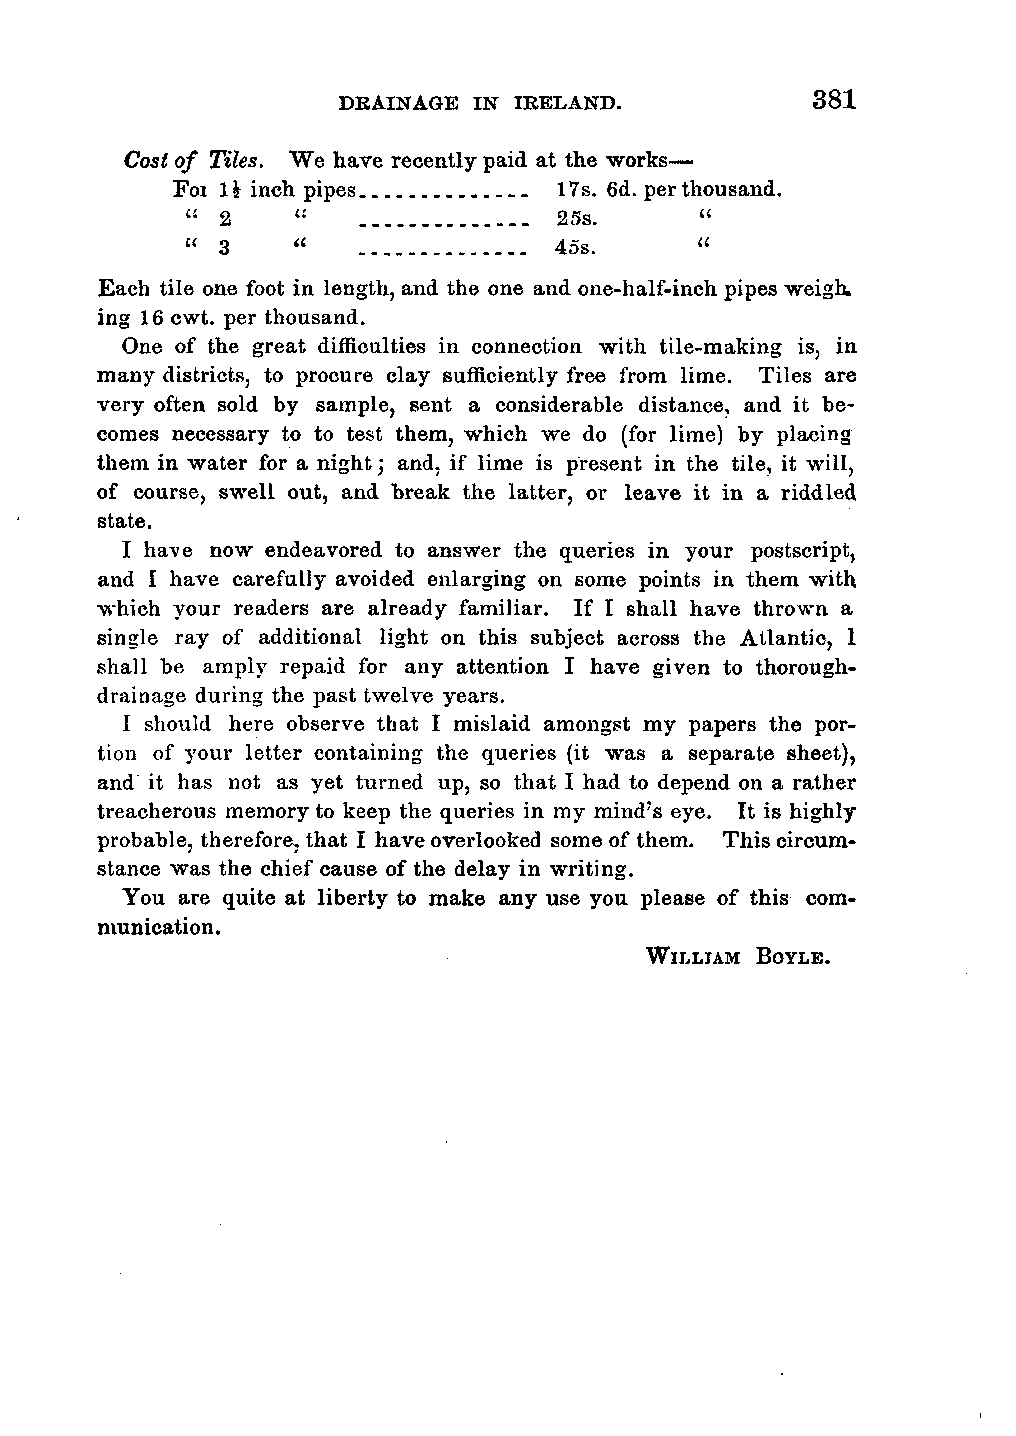 DRAINAGE IN IRELAND. 381
Cost of Tiles. We have recently paid at the works—
For 1½ inch pipes.............. 17s. 6d. per thousand.
“ 2 “ .............. 25s. “
“ 3 “ .............. 45s. “
Each tile one foot in length, and the one and one-half-inch pipes weigh-
ing 16 cwt. per thousand.
One of the great difficulties in connection with tile-making is, in
many districts, to procure clay sufficiently free from lime. Tiles are
very often sold by sample, sent a considerable distance, and it be-
comes necessary to to test them, which we do (for lime) by placing
them in water for a night; and, if lime is present in the tile, it will,
of course, swell out, and break the latter, or leave it in a riddled
state.
I have now endeavored to answer the queries in your postscript,
and I have carefully avoided enlarging on some points in them with
which your readers are already familiar. If I shall have thrown a
single ray of additional light on this subject across the Atlantic, I
shall be amply repaid for any attention I have given to thorough-
drainage during the past twelve years.
I should here observe that I mislaid amongst my papers the por-
tion of your letter containing the queries (it was a separate sheet),
and it has not as yet turned up, so that I had to depend on a rather
treacherous memory to keep the queries in my mind's eye. It is highly
probable, therefore, that I have overlooked some of them. This circum-
stance was the chief cause of the delay in writing.
You are quite at liberty to make any use you please of this com-
munication.
WILLIAM BOYLE.